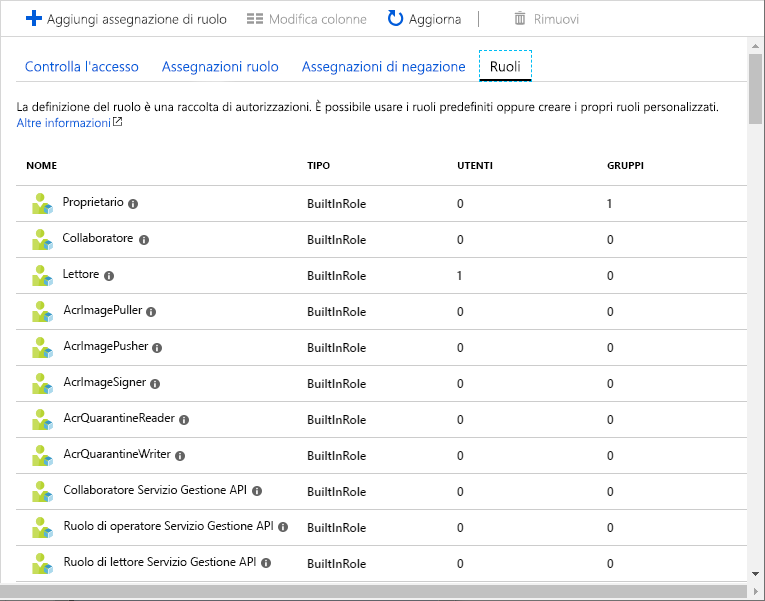 Aggiungi assegnazione di ruolo Modifica colonne Aggiorna Rimuovi
Controlla l'accesso Assegnazioni ruolo Assegnazioni di negazione Ruoli
La definizione del ruolo è una raccolta di autorizzazioni. È possibile usare i ruoli predefiniti oppure creare i propri ruoli personalizzati.
Altre informazioni
NOME TIPO UTENTI GRUPPI
Proprietario BuiltInRole 0 1
Collaboratore BuiltInRole 0 0
Lettore BuiltInRole 1 0
AcrImagePuller BuiltInRole 0 0
AcrImagePusher BuiltInRole 0 0
AcrImageSigner BuiltInRole 0 0
AcrQuarantineReader BuiltInRole 0 0
AcrQuarantineWriter BuiltInRole 0 0
Collaboratore Servizio Gestione API BuiltInRole 0 0
Ruolo di operatore Servizio Gestione API BuiltInRole 0 0
Ruolo di lettore Servizio Gestione API BuiltInRole 0 0